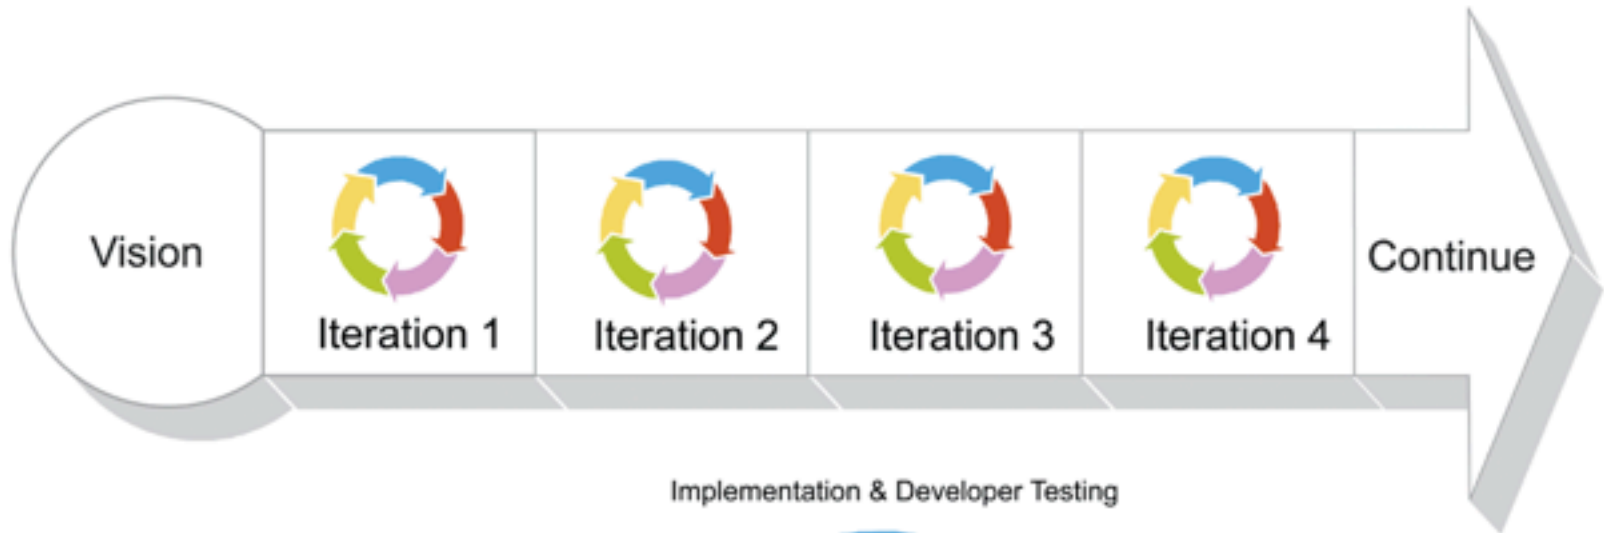 Vision
Iteration 1
Iteration 2
Iteration 3
Iteration 4
Continue
Implementation & Developer Testing